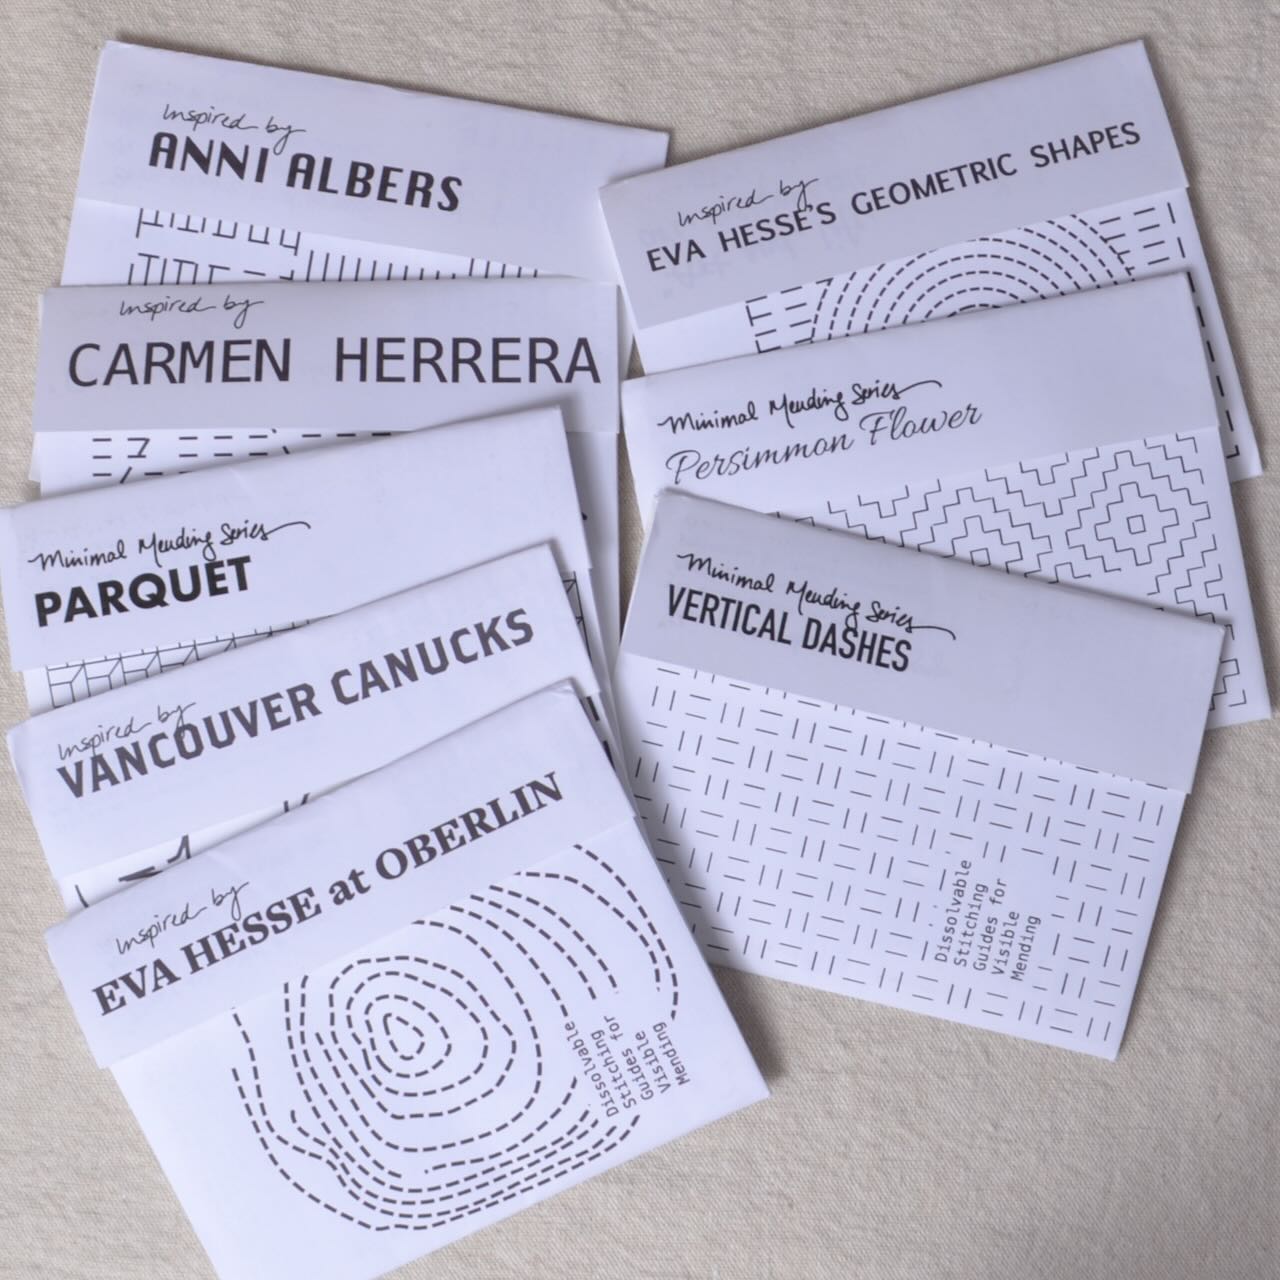 Inspired by
ANNI ALBERS
Inspired by
CARMEN HERRERA
Minimal Mending Series
PARQUET
Inspired by
VANCOUVER CANUCKS
Inspired by
EVA HESSE at OBERLIN
Dissolvable
Stitching
Guides for
Visible
Mending
Inspired by
EVA HESSE'S GEOMETRIC SHAPES
Minimal Mending Series
Persimmon Flower
Minimal Mending Series
VERTICAL DASHES
Dissolvable
Stitching
Guides for
Visible
Mending